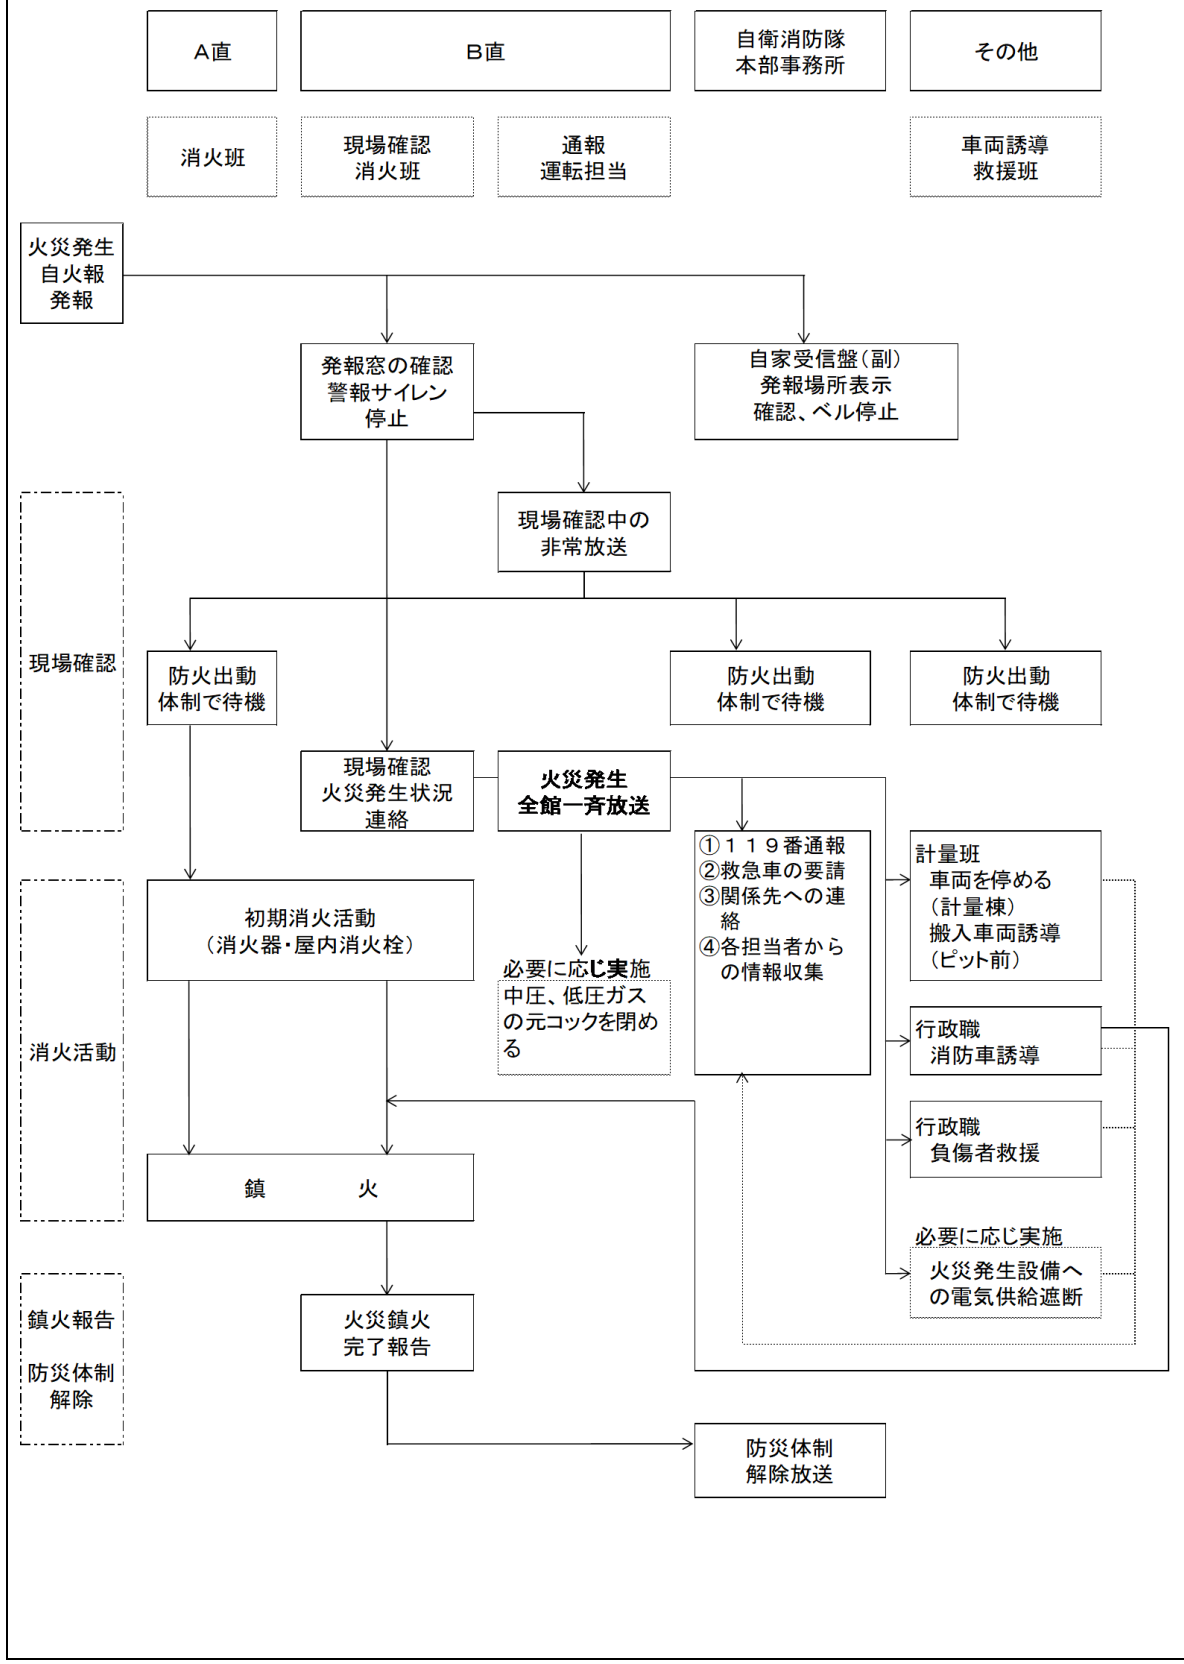 A直
B直
自衛消防隊
本部事務所
その他
消火班
現場確認
消火班
通報
運転担当
車両誘導
救援班
火災発生
自火報
発報
発報窓の確認
警報サイレン
停止
自家受信盤（副）
発報場所表示
確認、ベル停止
現場確認中の
非常放送
現場確認
防火出動
体制で待機
防火出動
体制で待機
防火出動
体制で待機
現場確認
火災発生状況
連絡
火災発生
全館一斉放送
①１１９番通報
②救急車の要請
③関係先への連
絡
④各担当者から
の情報収集
計量班
車両を停める
（計量棟）
搬入車両誘導
（ピット前）
初期消火活動
（消火器・屋内消火栓）
必要に応じ実施
中圧、低圧ガス
の元コックを閉め
る
消火活動
行政職
消防車誘導
行政職
負傷者救援
鎮　火
必要に応じ実施
火災発生設備へ
の電気供給遮断
鎮火報告
防災体制
解除
火災鎮火
完了報告
防災体制
解除放送